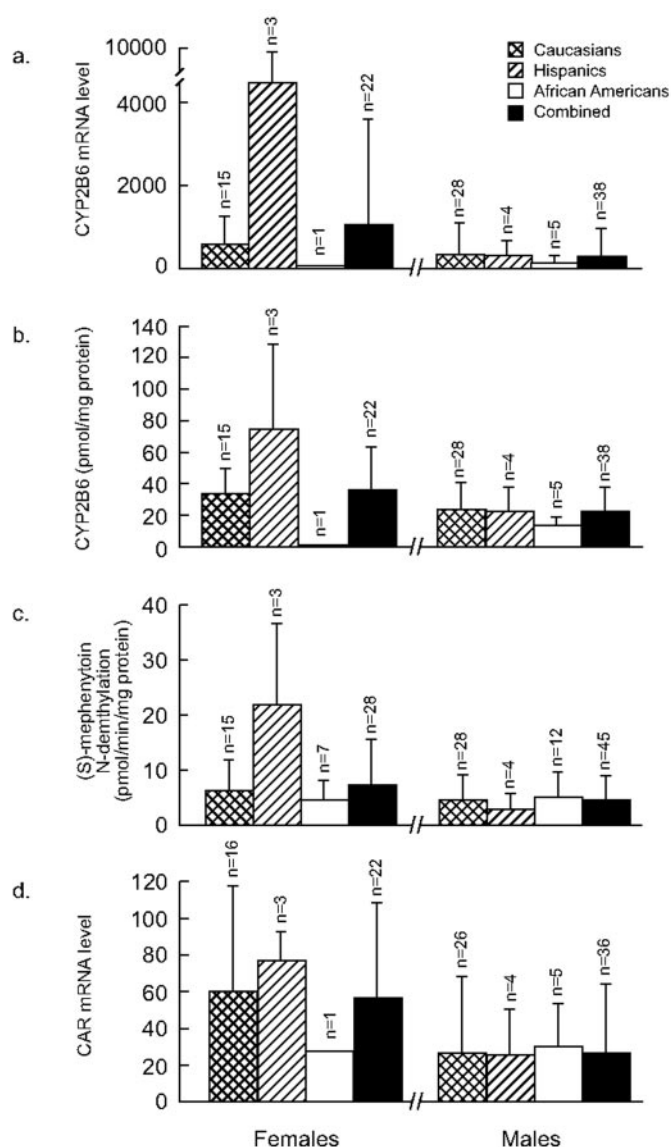 a.
CYP2B6 mRNA level
10000
4000
2000
0
n=15
n=3
n=1
n=22
n=28
n=4
n=5
n=38
Caucasians
Hispanics
African Americans
Combined
b.
CYP2B6 (pmol/mg protein)
140
120
100
80
60
40
20
0
n=15
n=3
n=1
n=22
n=28
n=4
n=5
n=38
c.
(S)-mephenytoin
N-demthylation
(pmol/min/mg protein)
40
30
20
10
0
n=15
n=3
n=7
n=28
n=28
n=4
n=12
n=45
d.
CAR mRNA level
120
100
80
60
40
20
0
n=16
n=3
n=1
n=22
n=26
n=4
n=5
n=36
Females
Males